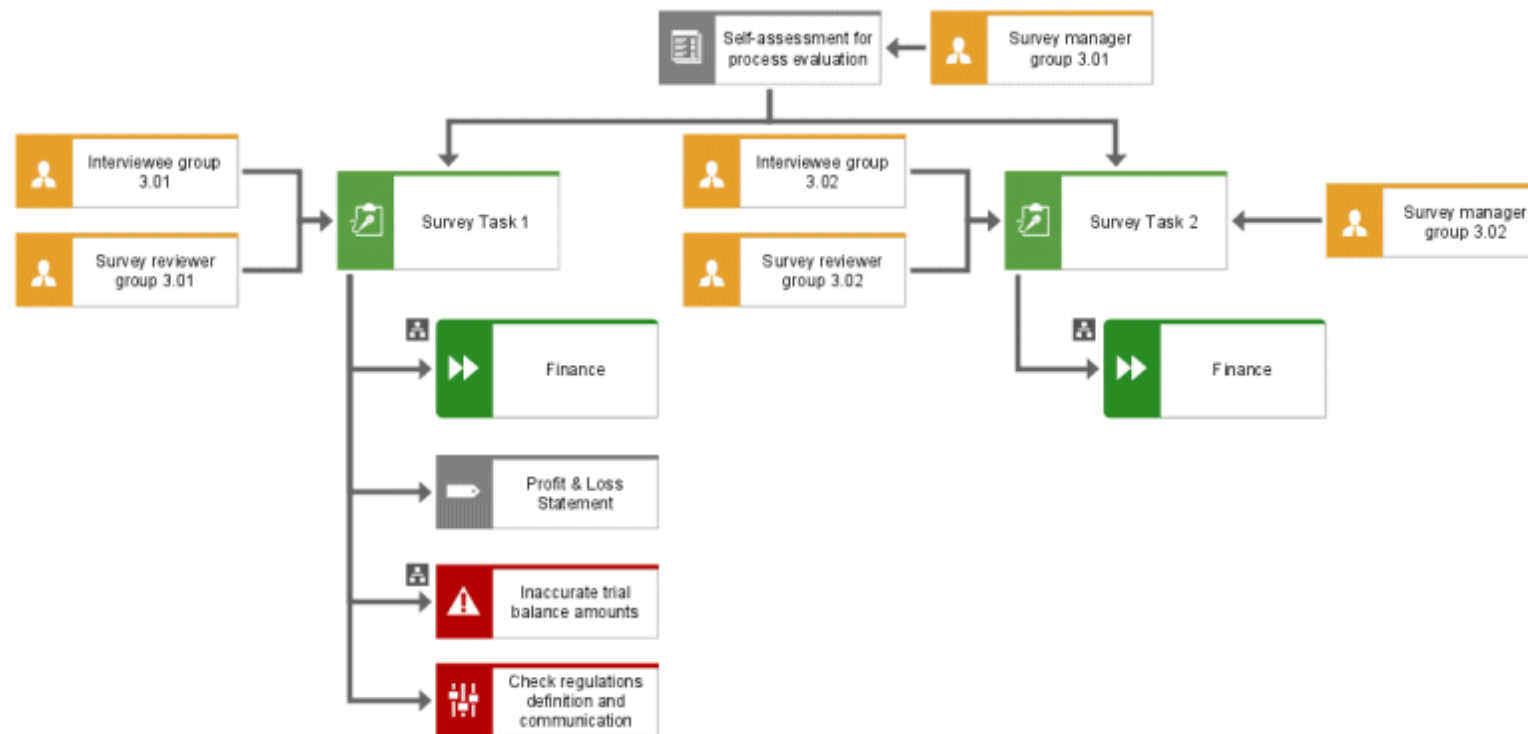 Self-assessment for
process evaluation
Survey manager
group 3.01
Interviewee group
3.01
Survey reviewer
group 3.01
Survey Task 1
Interviewee group
3.02
Survey reviewer
group 3.02
Survey Task 2
Survey manager
group 3.02
Finance
Finance
Profit & Loss
Statement
Inaccurate trial
balance amounts
Check regulations
definition and
communication